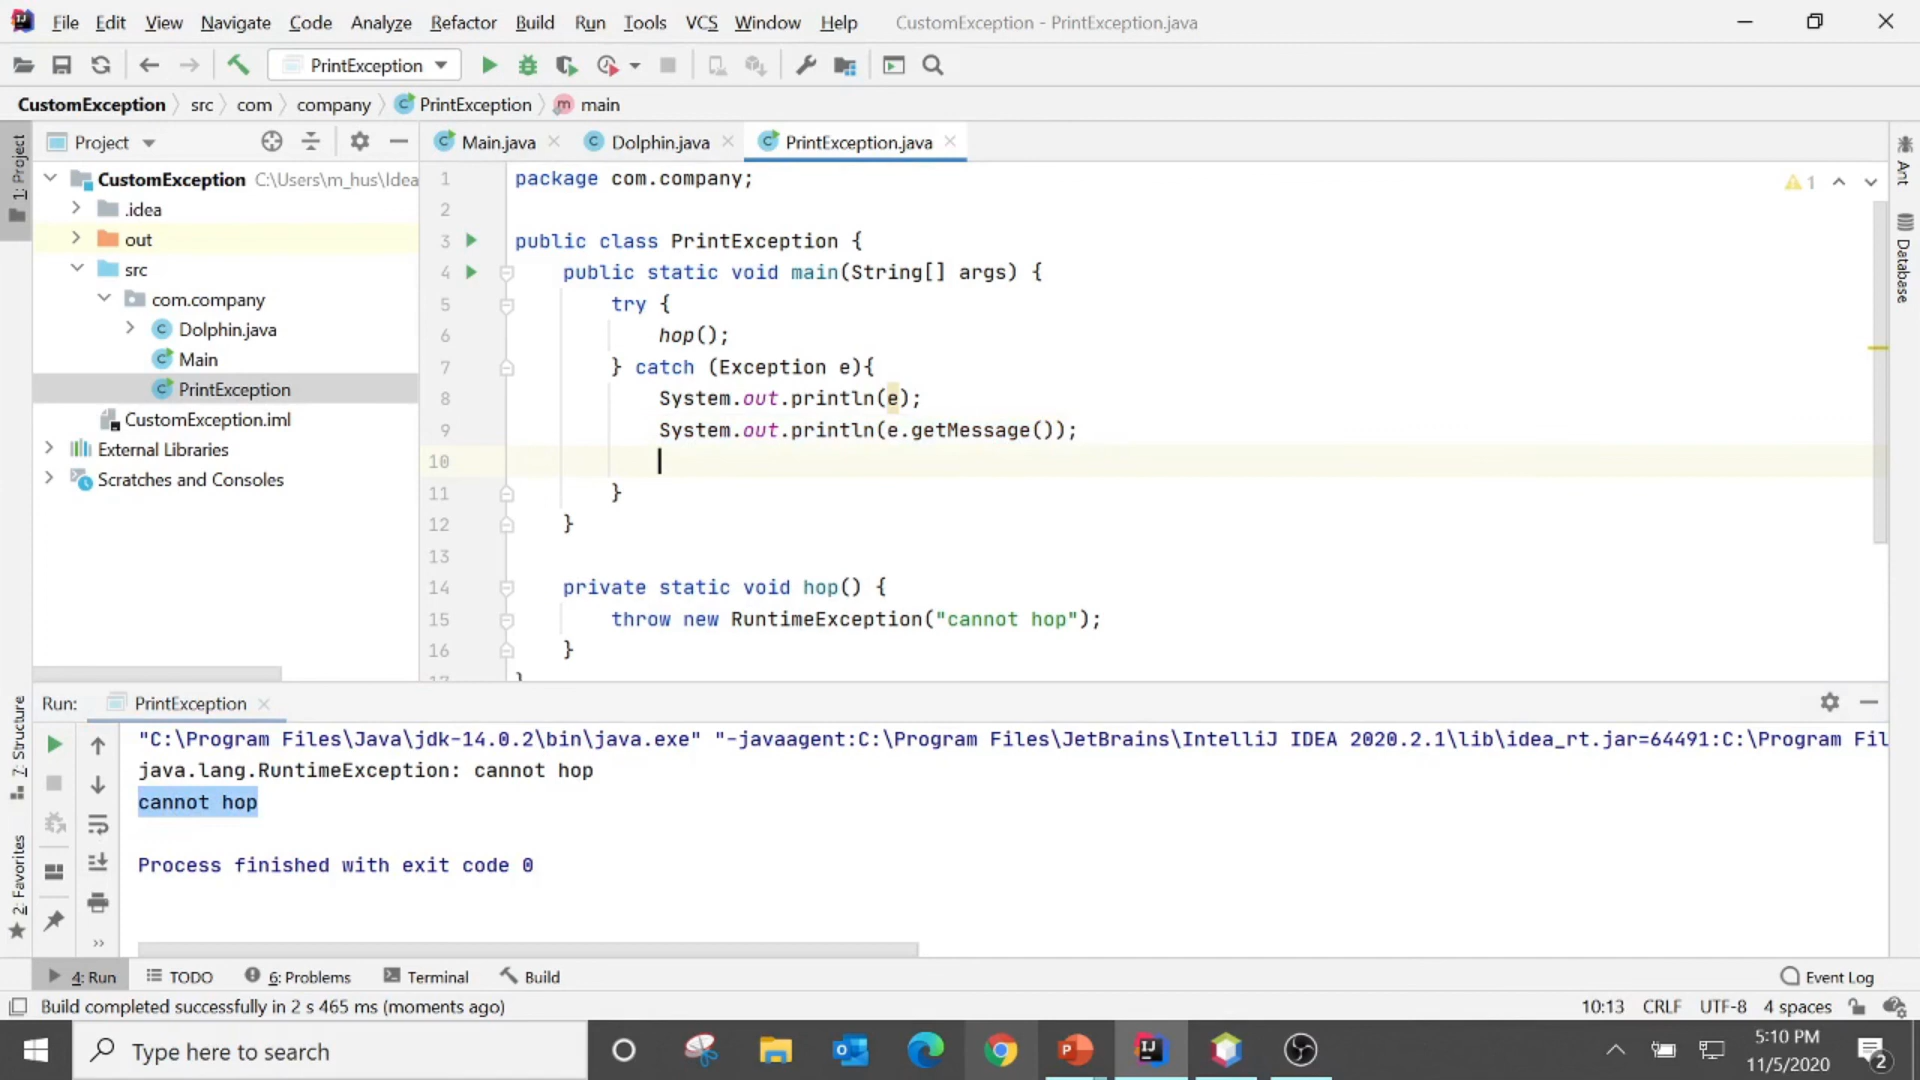 File Edit View Navigate Code Analyze Refactor Build Run Tools VCS Window Help CustomException - PrintException.java
PrintException
CustomException src com company PrintException main
1: Project
Project
Main.java Dolphin.java PrintException.java
CustomException C:\Users\m_hus\Idea
.idea
out
src
com.company
Dolphin.java
Main
PrintException
CustomException.iml
External Libraries
Scratches and Consoles
1 package com.company;
2
3 public class PrintException {
4 public static void main(String[] args) {
5 try {
6 hop();
7 } catch (Exception e){
8 System.out.println(e);
9 System.out.println(e.getMessage());
10
11 }
12 }
13
14 private static void hop() {
15 throw new RuntimeException("cannot hop");
16 }
17 }
1
Ant
Database
7: Structure
2: Favorites
Run: PrintException
"C:\Program Files\Java\jdk-14.0.2\bin\java.exe" "-javaagent:C:\Program Files\JetBrains\IntelliJ IDEA 2020.2.1\lib\idea_rt.jar=64491:C:\Program Fil
java.lang.RuntimeException: cannot hop
cannot hop
Process finished with exit code 0
4: Run TODO 6: Problems Terminal Build Event Log
Build completed successfully in 2 s 465 ms (moments ago) 10:13 CRLF UTF-8 4 spaces
Type here to search
5:10 PM
11/5/2020
2